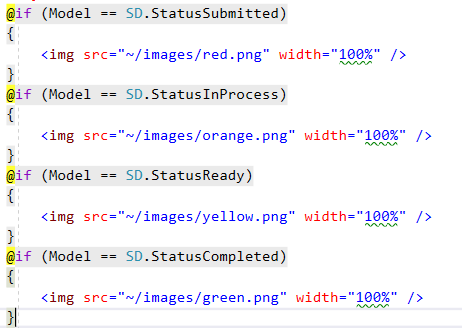 @if (Model == SD.StatusSubmitted)
{
    <img src="~/images/red.png" width="100%" />
}
@if (Model == SD.StatusInProcess)
{
    <img src="~/images/orange.png" width="100%" />
}
@if (Model == SD.StatusReady)
{
    <img src="~/images/yellow.png" width="100%" />
}
@if (Model == SD.StatusCompleted)
{
    <img src="~/images/green.png" width="100%" />
}